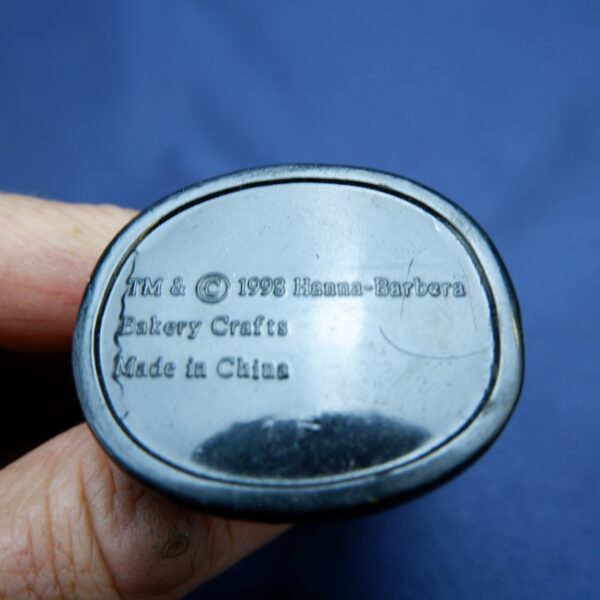 TM & © 1998 Hanna-Barbera
Bakery Crafts
Made in China